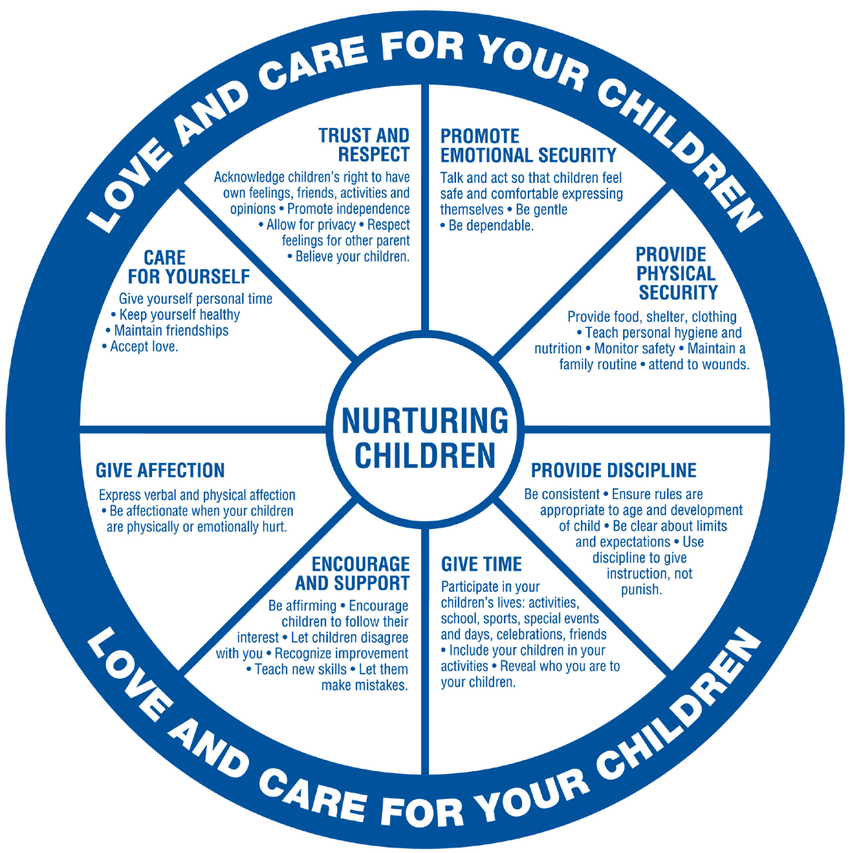 LOVE AND CARE FOR YOUR CHILDREN
TRUST AND
RESPECT
Acknowledge children's right to have
own feelings, friends, activities and
opinions • Promote independence
• Allow for privacy • Respect
feelings for other parent
• Believe your children.
PROMOTE
EMOTIONAL SECURITY
Talk and act so that children feel
safe and comfortable expressing
themselves • Be gentle
• Be dependable.
CARE
FOR YOURSELF
Give yourself personal time
• Keep yourself healthy
• Maintain friendships
• Accept love.
PROVIDE
PHYSICAL
SECURITY
Provide food, shelter, clothing
• Teach personal hygiene and
nutrition • Monitor safety • Maintain a
family routine • attend to wounds.
NURTURING
CHILDREN
GIVE AFFECTION
Express verbal and physical affection
• Be affectionate when your children
are physically or emotionally hurt.
PROVIDE DISCIPLINE
Be consistent • Ensure rules are
appropriate to age and development
of child • Be clear about limits
and expectations • Use
discipline to give
instruction, not
punish.
ENCOURAGE
AND SUPPORT
Be affirming • Encourage
children to follow their
interest • Let children disagree
with you • Recognize improvement
• Teach new skills • Let them
make mistakes.
GIVE TIME
Participate in your
children's lives: activities,
school, sports, special events
and days, celebrations, friends
• Include your children in your
activities • Reveal who you are to
your children.
LOVE AND CARE FOR YOUR CHILDREN